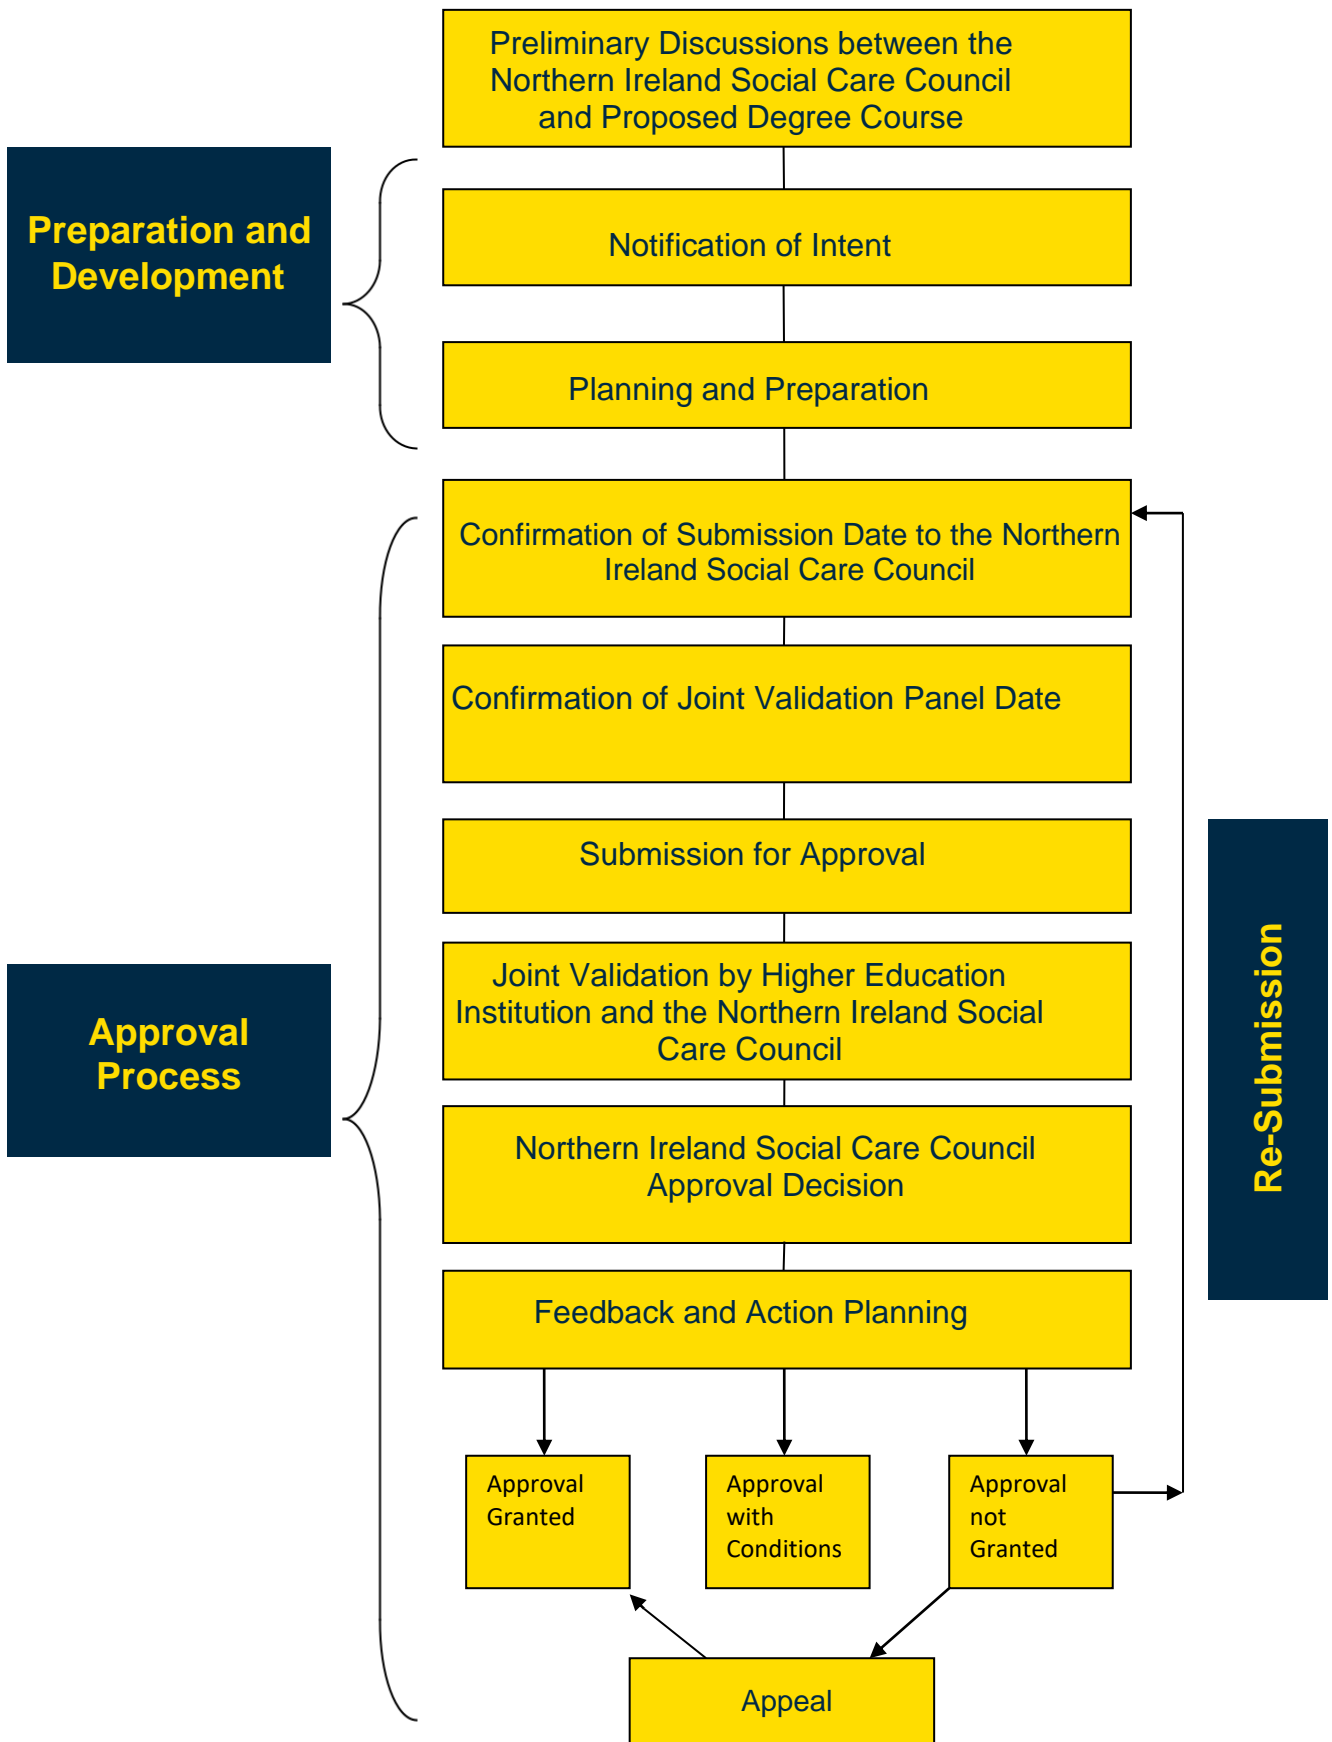 Preliminary Discussions between the
Northern Ireland Social Care Council
and Proposed Degree Course
Preparation and
Development
Notification of Intent
Planning and Preparation
Confirmation of Submission Date to the Northern
Ireland Social Care Council
Confirmation of Joint Validation Panel Date
Submission for Approval
Joint Validation by Higher Education
Institution and the Northern Ireland Social
Care Council
Approval
Process
Re-Submission
Northern Ireland Social Care Council
Approval Decision
Feedback and Action Planning
Approval
Granted
Approval
with
Conditions
Approval
not
Granted
Appeal